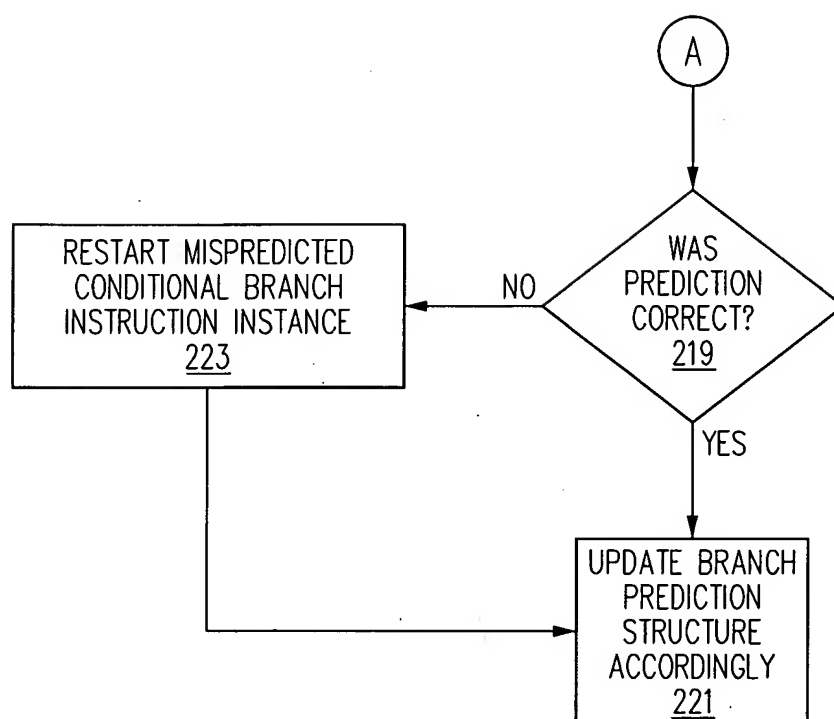 A
WAS
PREDICTION
CORRECT?
219
NO
YES
RESTART MISPREDICTED
CONDITIONAL BRANCH
INSTRUCTION INSTANCE
223
UPDATE BRANCH
PREDICTION
STRUCTURE
ACCORDINGLY
221